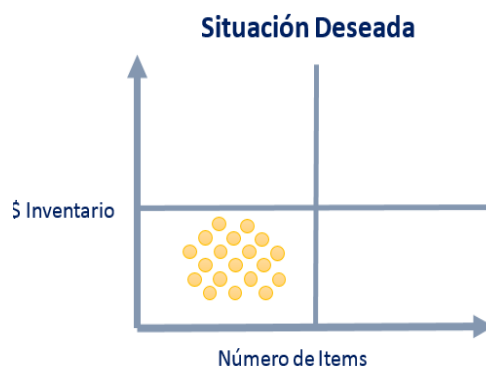 Situación Deseada
$ Inventario
Número de Items